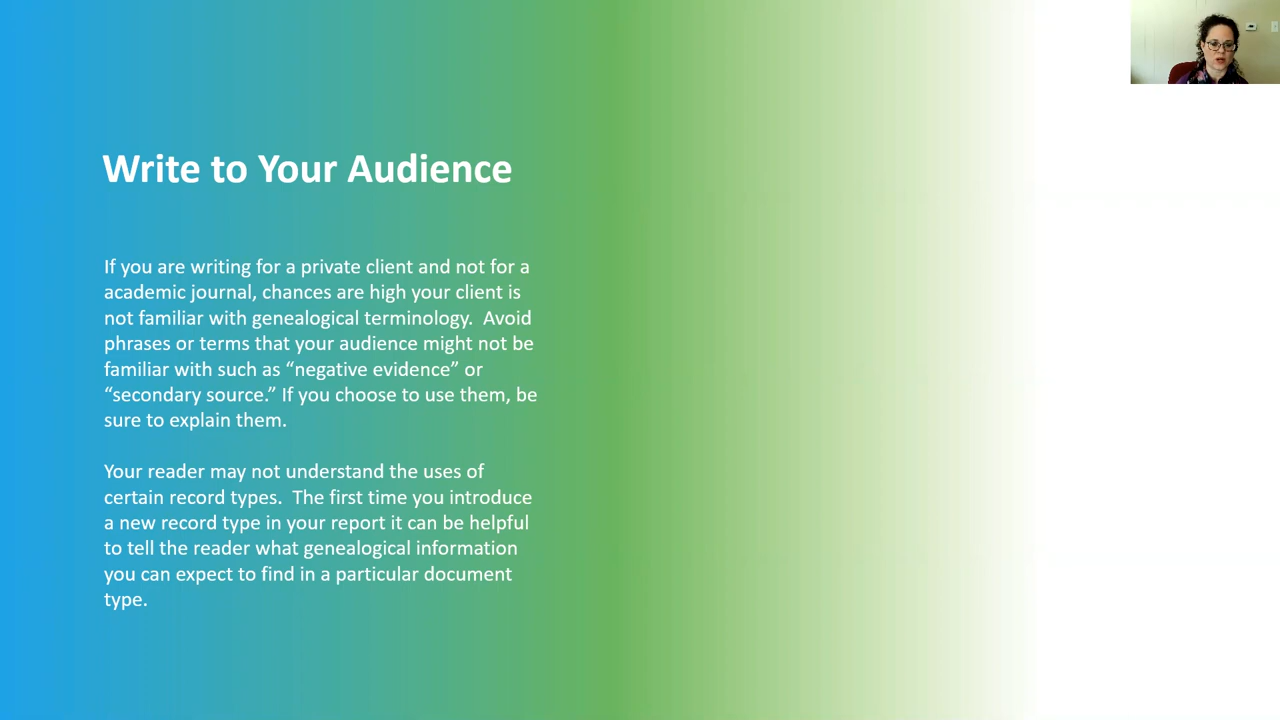 Write to Your Audience
If you are writing for a private client and not for a
academic journal, chances are high your client is
not familiar with genealogical terminology.  Avoid
phrases or terms that your audience might not be
familiar with such as “negative evidence” or
“secondary source.” If you choose to use them, be
sure to explain them.
Your reader may not understand the uses of
certain record types.  The first time you introduce
a new record type in your report it can be helpful
to tell the reader what genealogical information
you can expect to find in a particular document
type.